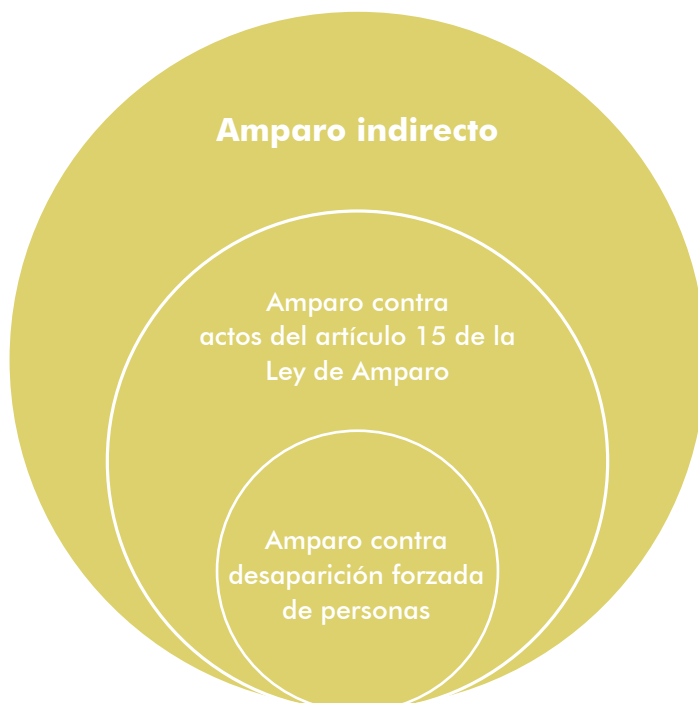 Amparo indirecto
Amparo contra
actos del artículo 15 de la
Ley de Amparo
Amparo contra
desaparición forzada
de personas